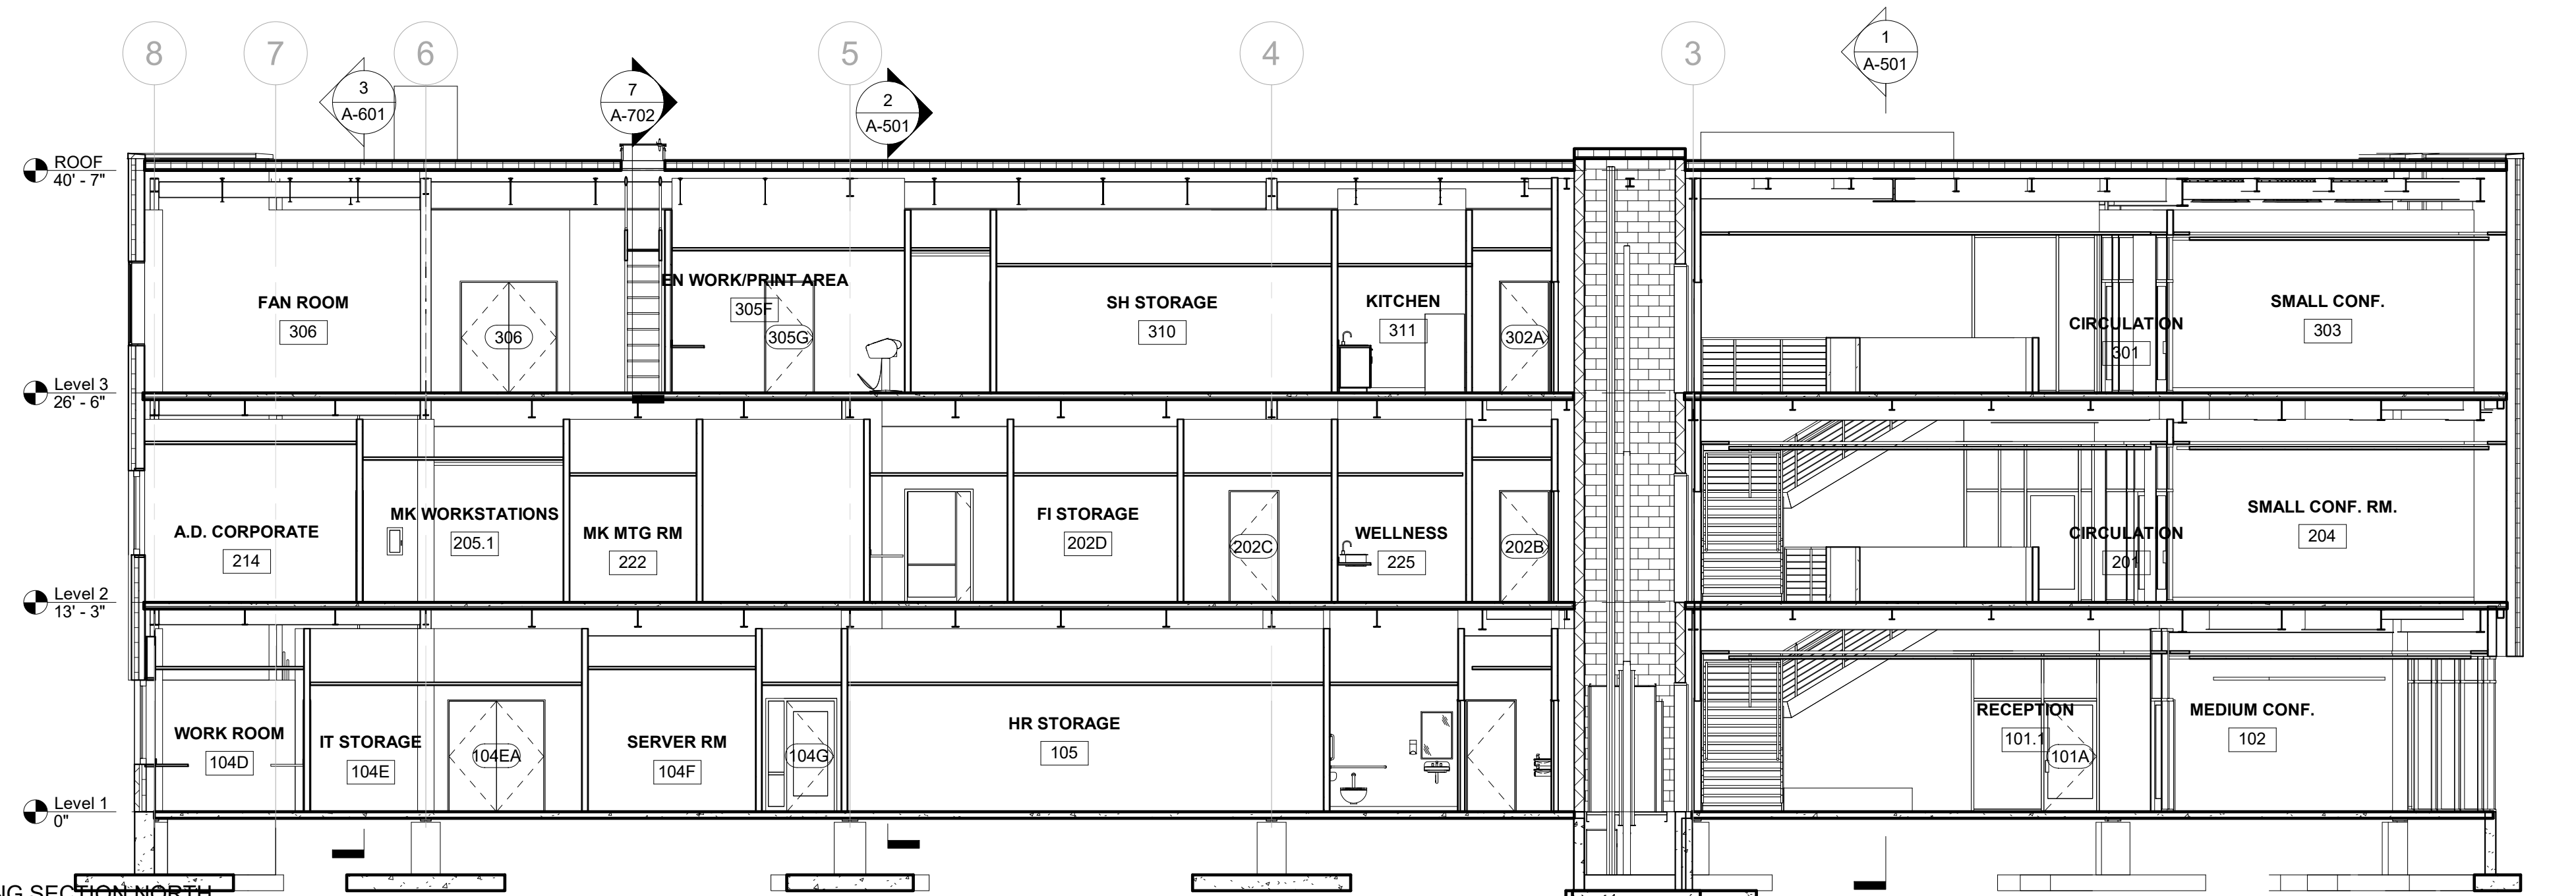 8
7
6
5
4
3
3
A-601
7
A-702
2
A-501
1
A-501
ROOF
40' - 7"
FAN ROOM
306
306
EN WORK/PRINT AREA
305F
305G
SH STORAGE
310
KITCHEN
311
302A
CIRCULATION
301
SMALL CONF.
303
Level 3
26' - 6"
A.D. CORPORATE
214
MK WORKSTATIONS
205.1
MK MTG RM
222
FI STORAGE
202D
202C
WELLNESS
225
202B
CIRCULATION
201
SMALL CONF. RM.
204
Level 2
13' - 3"
WORK ROOM
104D
IT STORAGE
104E
104EA
SERVER RM
104F
104G
HR STORAGE
105
RECEPTION
101.1
101A
MEDIUM CONF.
102
Level 1
0"
NG SECTION NORTH